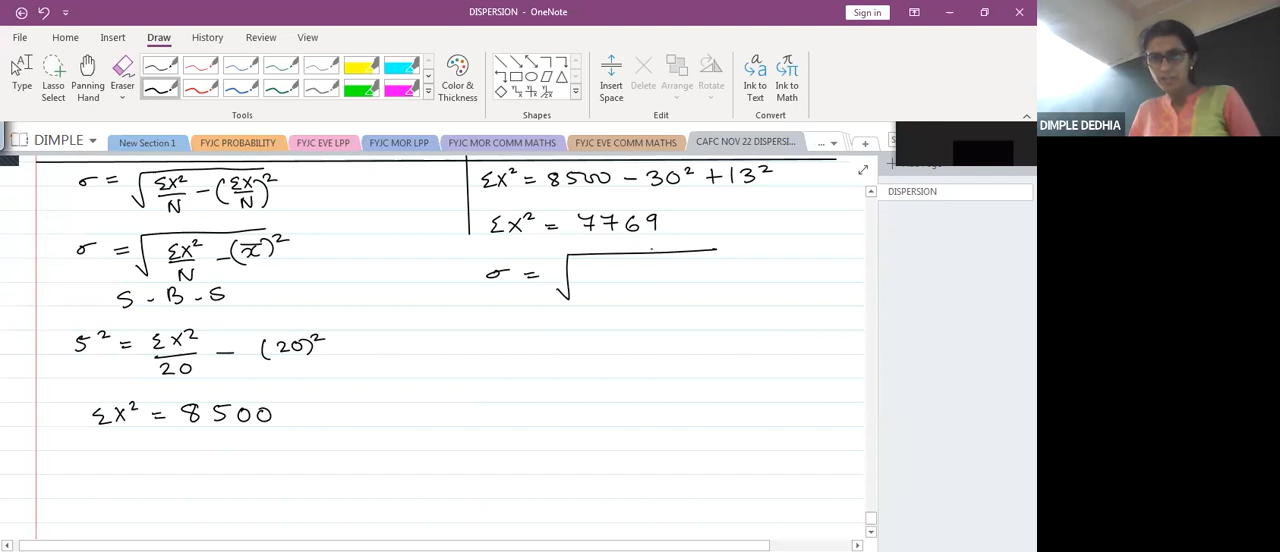 DISPERSION - OneNote
Sign in
File Home Insert Draw History Review View
Type Lasso Select Panning Hand Eraser Color & Thickness Insert Space Delete Arrange Rotate Ink to Text Ink to Math
Tools Shapes Edit Convert
DIMPLE DEDHIA
DIMPLE New Section 1 FYJC PROBABILITY FYJC EVE LPP FYJC MOR LPP FYJC MOR COMM MATHS FYJC EVE COMM MATHS CAFC NOV 22 DISPERSI...
DISPERSION
σ = √(Σx²/N − (Σx/N)²)
σ = √(Σx²/N − (x̄)²)
S - B - S
5² = Σx²/20 − (20)²
Σx² = 8500
Σx² = 8500 − 30² + 13²
Σx² = 7769
σ = √